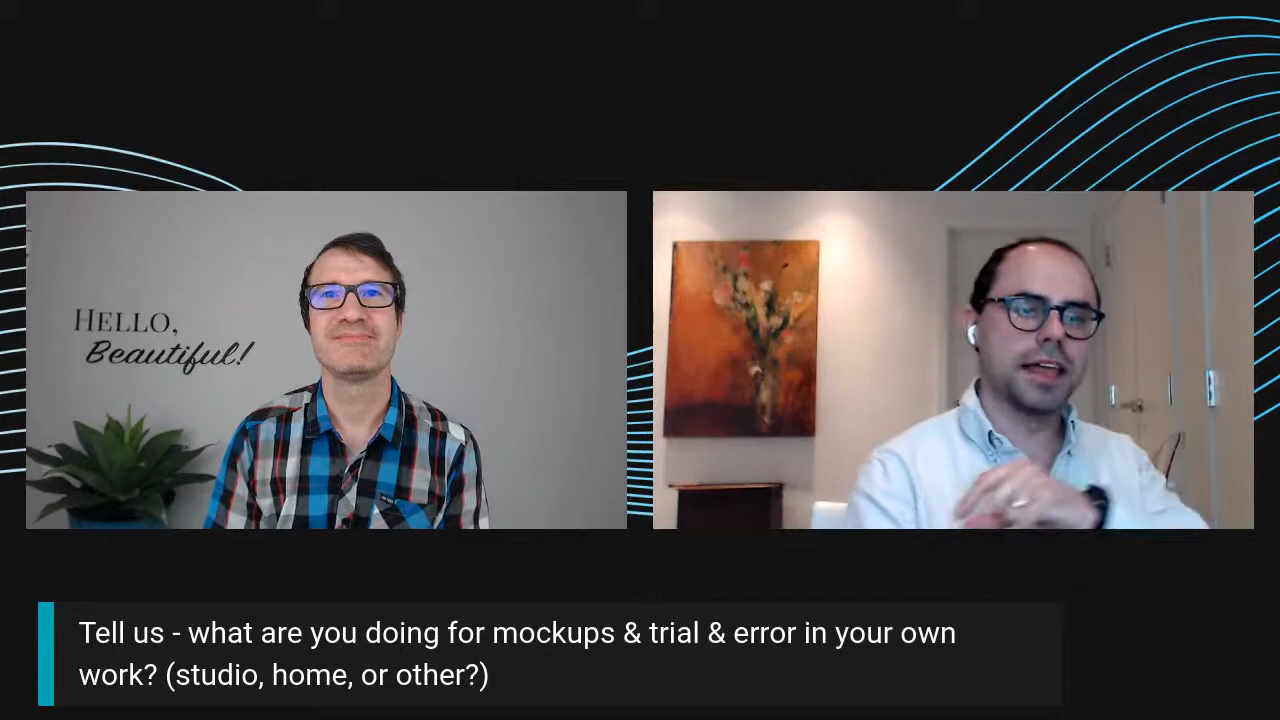 HELLO,
Beautiful!
Tell us - what are you doing for mockups & trial & error in your own
work? (studio, home, or other?)